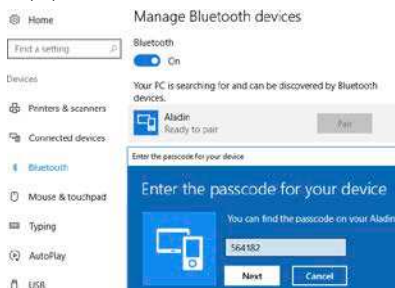 Home
Find a setting
Devices
Printers & scanners
Connected devices
Bluetooth
Mouse & touchpad
Typing
AutoPlay
USB
Manage Bluetooth devices
Bluetooth
On
Your PC is searching for and can be discovered by Bluetooth
devices.
Aladin
Ready to pair
Pair
Enter the passcode for your device
Enter the passcode for your device
You can find the passcode on your Aladin
564182
Next
Cancel